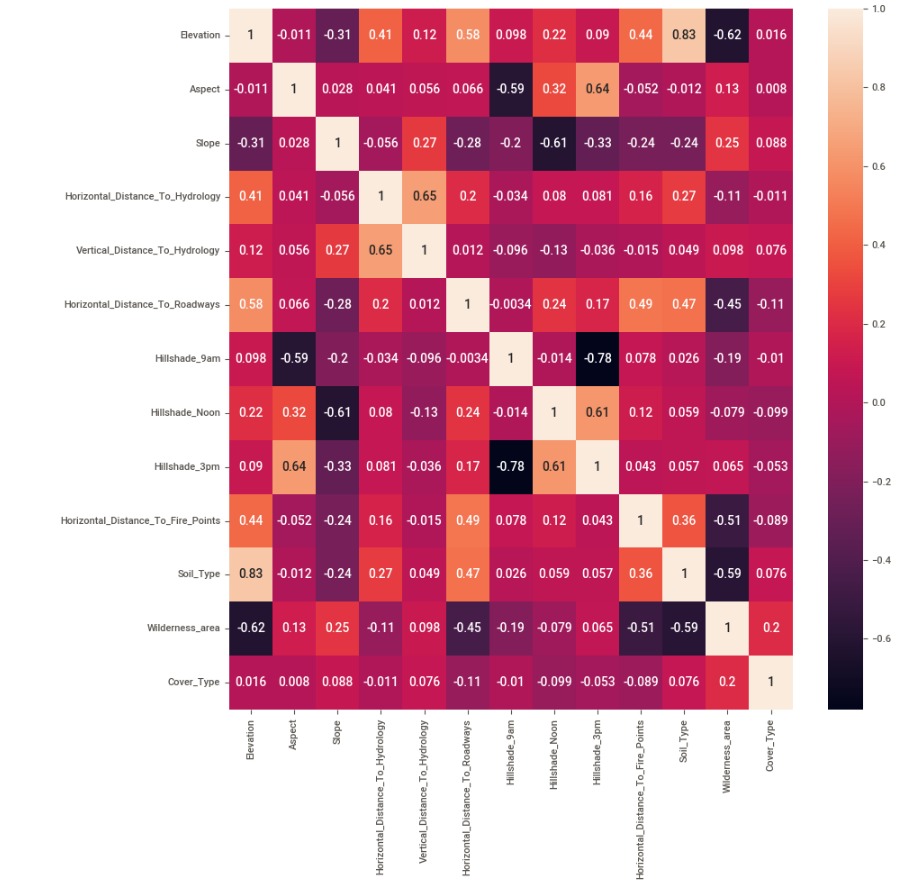 Elevation 1 -0.011 -0.31 0.41 0.12 0.58 0.098 0.22 0.09 0.44 0.83 -0.62 0.016
Aspect -0.011 1 0.028 0.041 0.056 0.066 -0.59 0.32 0.64 -0.052 -0.012 0.13 0.008
Slope -0.31 0.028 1 -0.056 0.27 -0.28 -0.2 -0.61 -0.33 -0.24 -0.24 0.25 0.088
Horizontal_Distance_To_Hydrology 0.41 0.041 -0.056 1 0.65 0.2 -0.034 0.08 0.081 0.16 0.27 -0.11 -0.011
Vertical_Distance_To_Hydrology 0.12 0.056 0.27 0.65 1 0.012 -0.096 -0.13 -0.036 -0.015 0.049 0.098 0.076
Horizontal_Distance_To_Roadways 0.58 0.066 -0.28 0.2 0.012 1 -0.0034 0.24 0.17 0.49 0.47 -0.45 -0.11
Hillshade_9am 0.098 -0.59 -0.2 -0.034 -0.096 -0.0034 1 -0.014 -0.78 0.078 0.026 -0.19 -0.01
Hillshade_Noon 0.22 0.32 -0.61 0.08 -0.13 0.24 -0.014 1 0.61 0.12 0.059 -0.079 -0.099
Hillshade_3pm 0.09 0.64 -0.33 0.081 -0.036 0.17 -0.78 0.61 1 0.043 0.057 0.065 -0.053
Horizontal_Distance_To_Fire_Points 0.44 -0.052 -0.24 0.16 -0.015 0.49 0.078 0.12 0.043 1 0.36 -0.51 -0.089
Soil_Type 0.83 -0.012 -0.24 0.27 0.049 0.47 0.026 0.059 0.057 0.36 1 -0.59 0.076
Wilderness_area -0.62 0.13 0.25 -0.11 0.098 -0.45 -0.19 -0.079 0.065 -0.51 -0.59 1 0.2
Cover_Type 0.016 0.008 0.088 -0.011 0.076 -0.11 -0.01 -0.099 -0.053 -0.089 0.076 0.2 1
Elevation
Aspect
Slope
Horizontal_Distance_To_Hydrology
Vertical_Distance_To_Hydrology
Horizontal_Distance_To_Roadways
Hillshade_9am
Hillshade_Noon
Hillshade_3pm
Horizontal_Distance_To_Fire_Points
Soil_Type
Wilderness_area
Cover_Type
1.0
0.8
0.6
0.4
0.2
0.0
-0.2
-0.4
-0.6